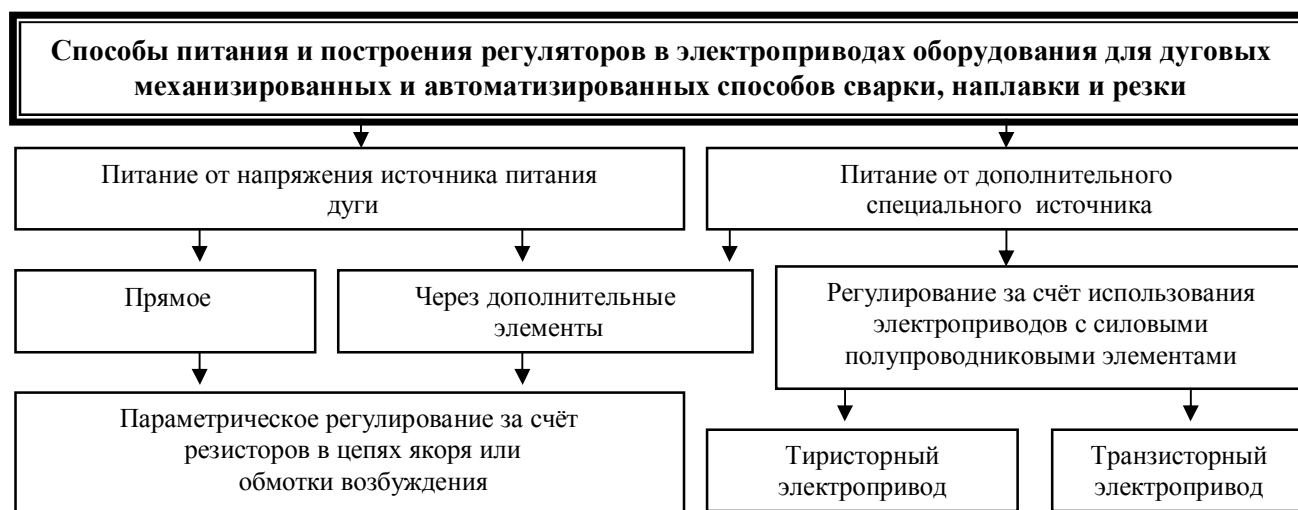 Способы питания и построения регуляторов в электроприводах оборудования для дуговых
механизированных и автоматизированных способов сварки, наплавки и резки
Питание от напряжения источника питания
дуги
Питание от дополнительного
специального источника
Прямое
Через дополнительные
элементы
Регулирование за счёт использования
электроприводов с силовыми
полупроводниковыми элементами
Параметрическое регулирование за счёт
резисторов в цепях якоря или
обмотки возбуждения
Тиристорный
электропривод
Транзисторный
электропривод